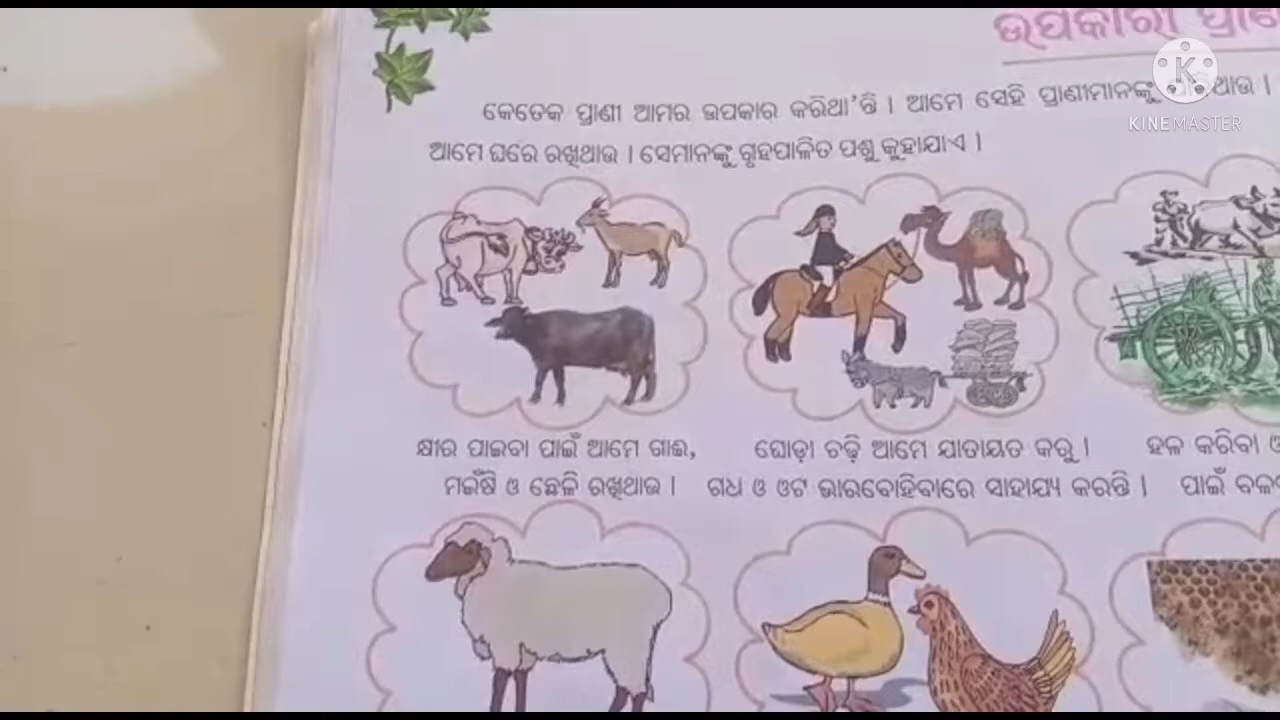 ଉପକାରୀ
KINEMASTER
କେତେକ ପ୍ରାଣୀ ଆମର ଉପକାର କରିଥା'ନ୍ତି । ଆମେ ସେହି ପ୍ରାଣୀମାନଙ୍କୁ
ଆମେ ଘରେ ରଖିଥାଉ । ସେମାନଙ୍କୁ ଗୃହପାଳିତ ପଶୁ କୁହାଯାଏ ।
କ୍ଷୀର ପାଇବା ପାଇଁ ଆମେ ଗାଈ,
ମଇଁଷି ଓ ଛେଳି ରଖିଥାଉ ।
ଘୋଡ଼ା ଚଢ଼ି ଆମେ ଯାତାୟତ କରୁ ।
ଗଧ ଓ ଓଟ ଭାରବୋହିବାରେ ସାହାଯ୍ୟ କରନ୍ତି ।
ହଳ କରିବା ଓ
ପାଇଁ